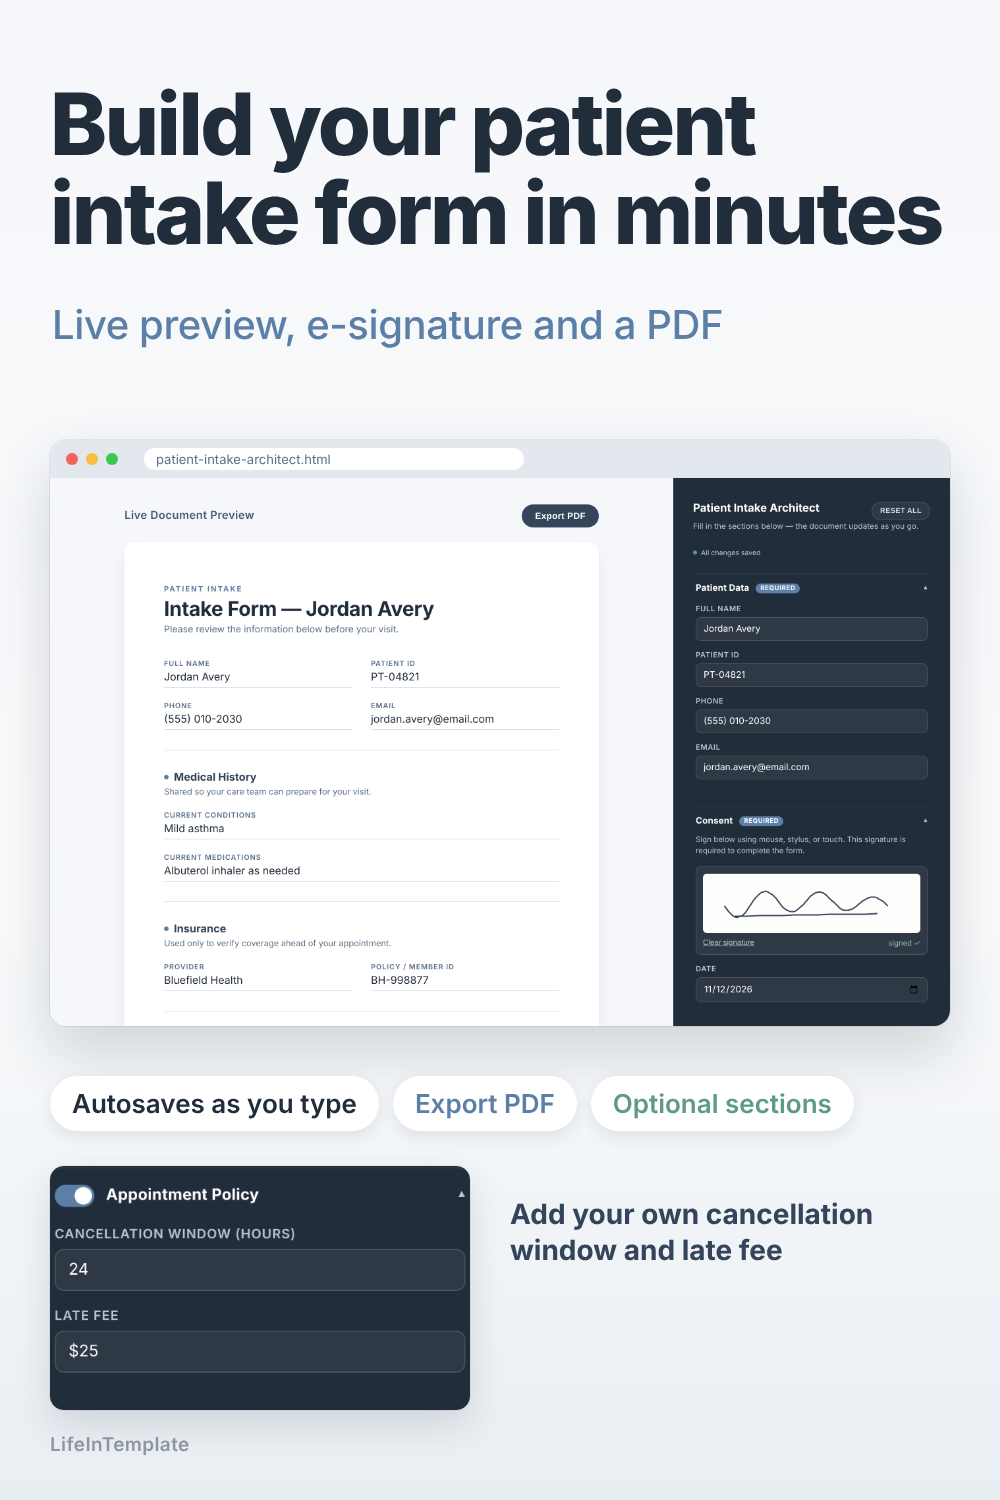 Build your patient
intake form in minutes
Live preview, e-signature and a PDF
patient-intake-architect.html
Live Document Preview
Export PDF
PATIENT INTAKE
Intake Form — Jordan Avery
Please review the information below before your visit.
FULL NAME
PATIENT ID
Jordan Avery
PT-04821
PHONE
EMAIL
(555) 010-2030
jordan.avery@email.com
Medical History
Shared so your care team can prepare for your visit.
CURRENT CONDITIONS
Mild asthma
CURRENT MEDICATIONS
Albuterol inhaler as needed
Insurance
Used only to verify coverage ahead of your appointment.
PROVIDER
POLICY / MEMBER ID
Bluefield Health
BH-998877
Patient Intake Architect
RESET ALL
Fill in the sections below — the document updates as you go.
All changes saved
Patient Data REQUIRED
FULL NAME
Jordan Avery
PATIENT ID
PT-04821
PHONE
(555) 010-2030
EMAIL
jordan.avery@email.com
Consent REQUIRED
Sign below using mouse, stylus, or touch. This signature is
required to complete the form.
Clear signature
signed ✓
DATE
11/12/2026
Autosaves as you type
Export PDF
Optional sections
Appointment Policy
CANCELLATION WINDOW (HOURS)
24
LATE FEE
$25
Add your own cancellation
window and late fee
LifeInTemplate